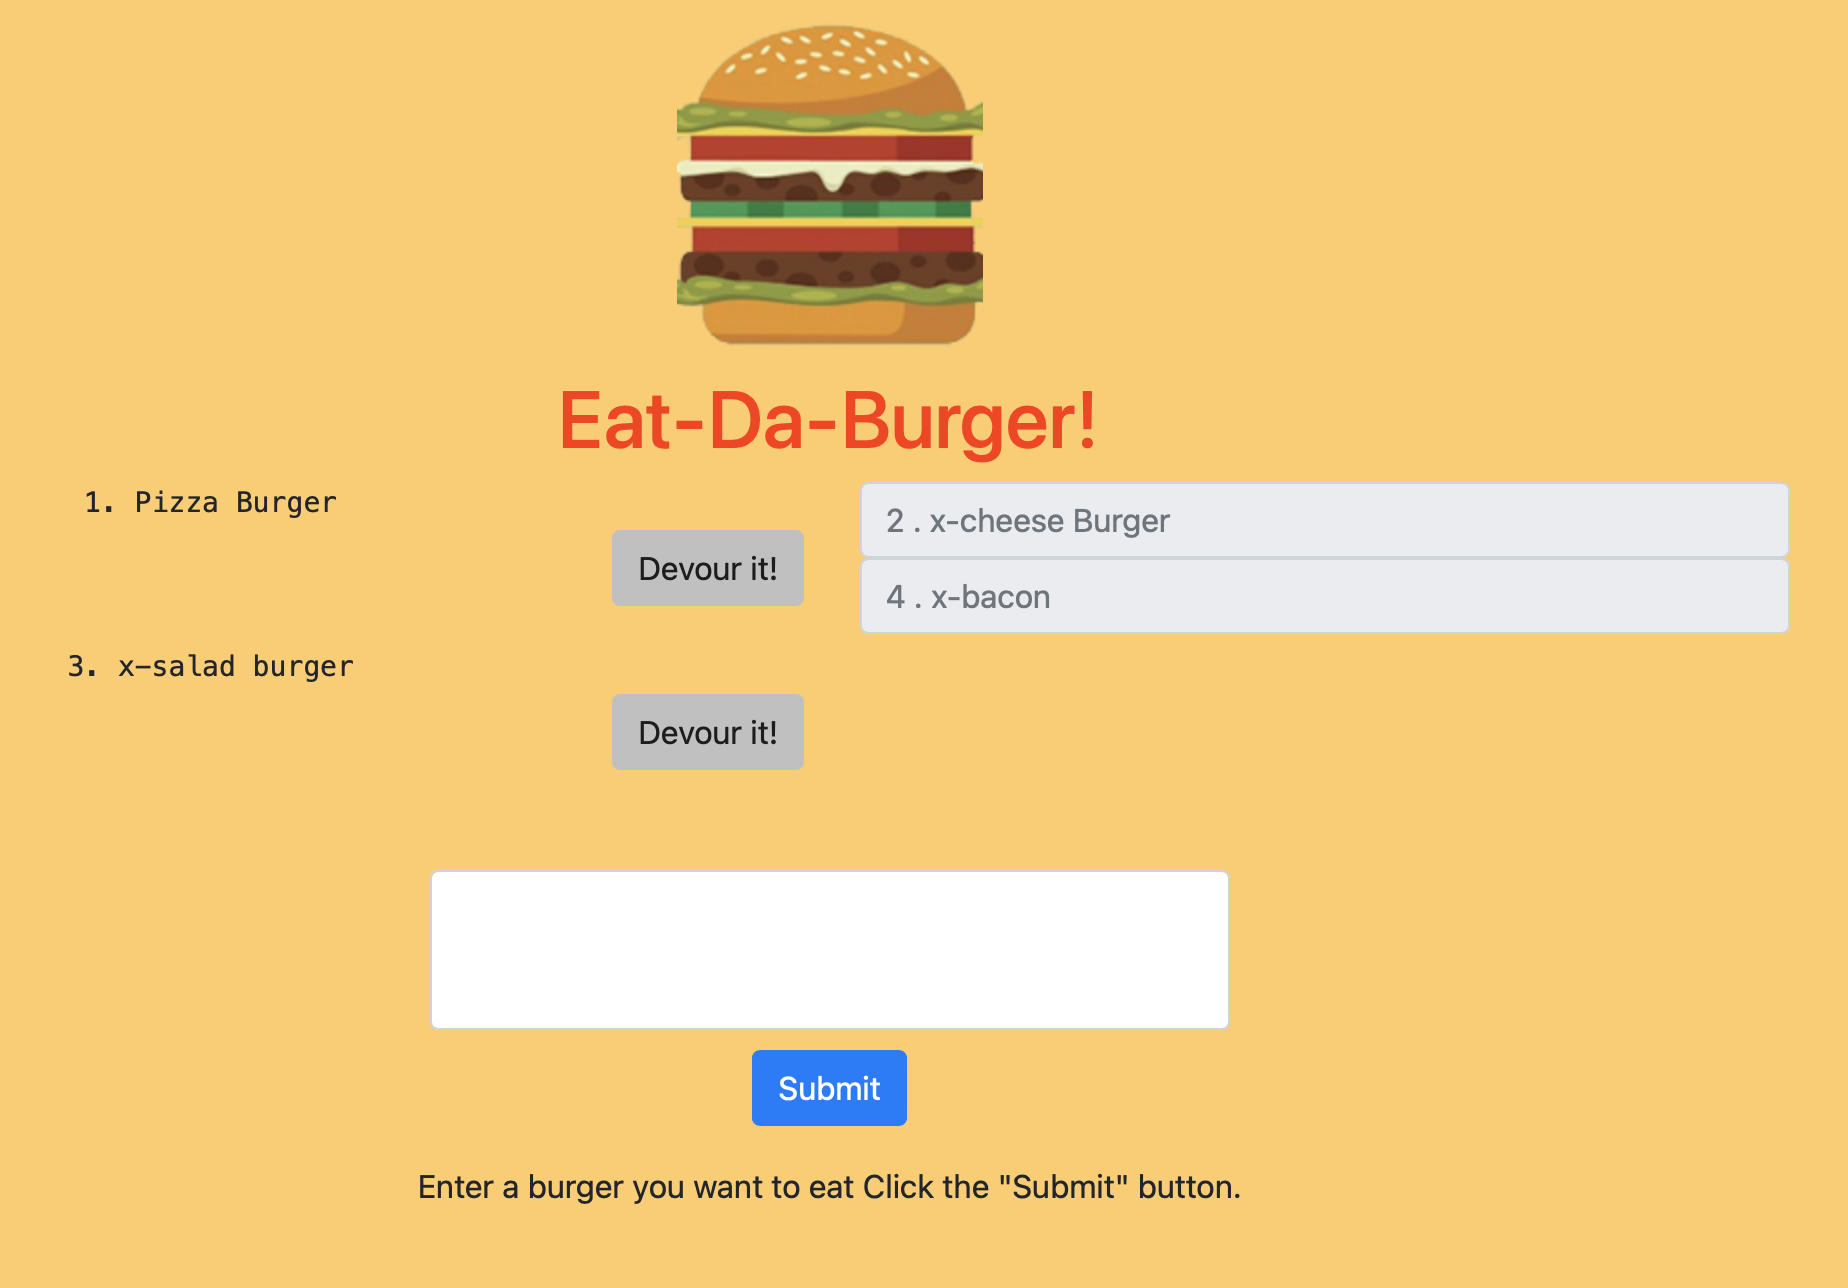 Eat-Da-Burger!
1. Pizza Burger
Devour it!
3. x-salad burger
Devour it!
2 . x-cheese Burger
4 . x-bacon
Submit
Enter a burger you want to eat Click the "Submit" button.